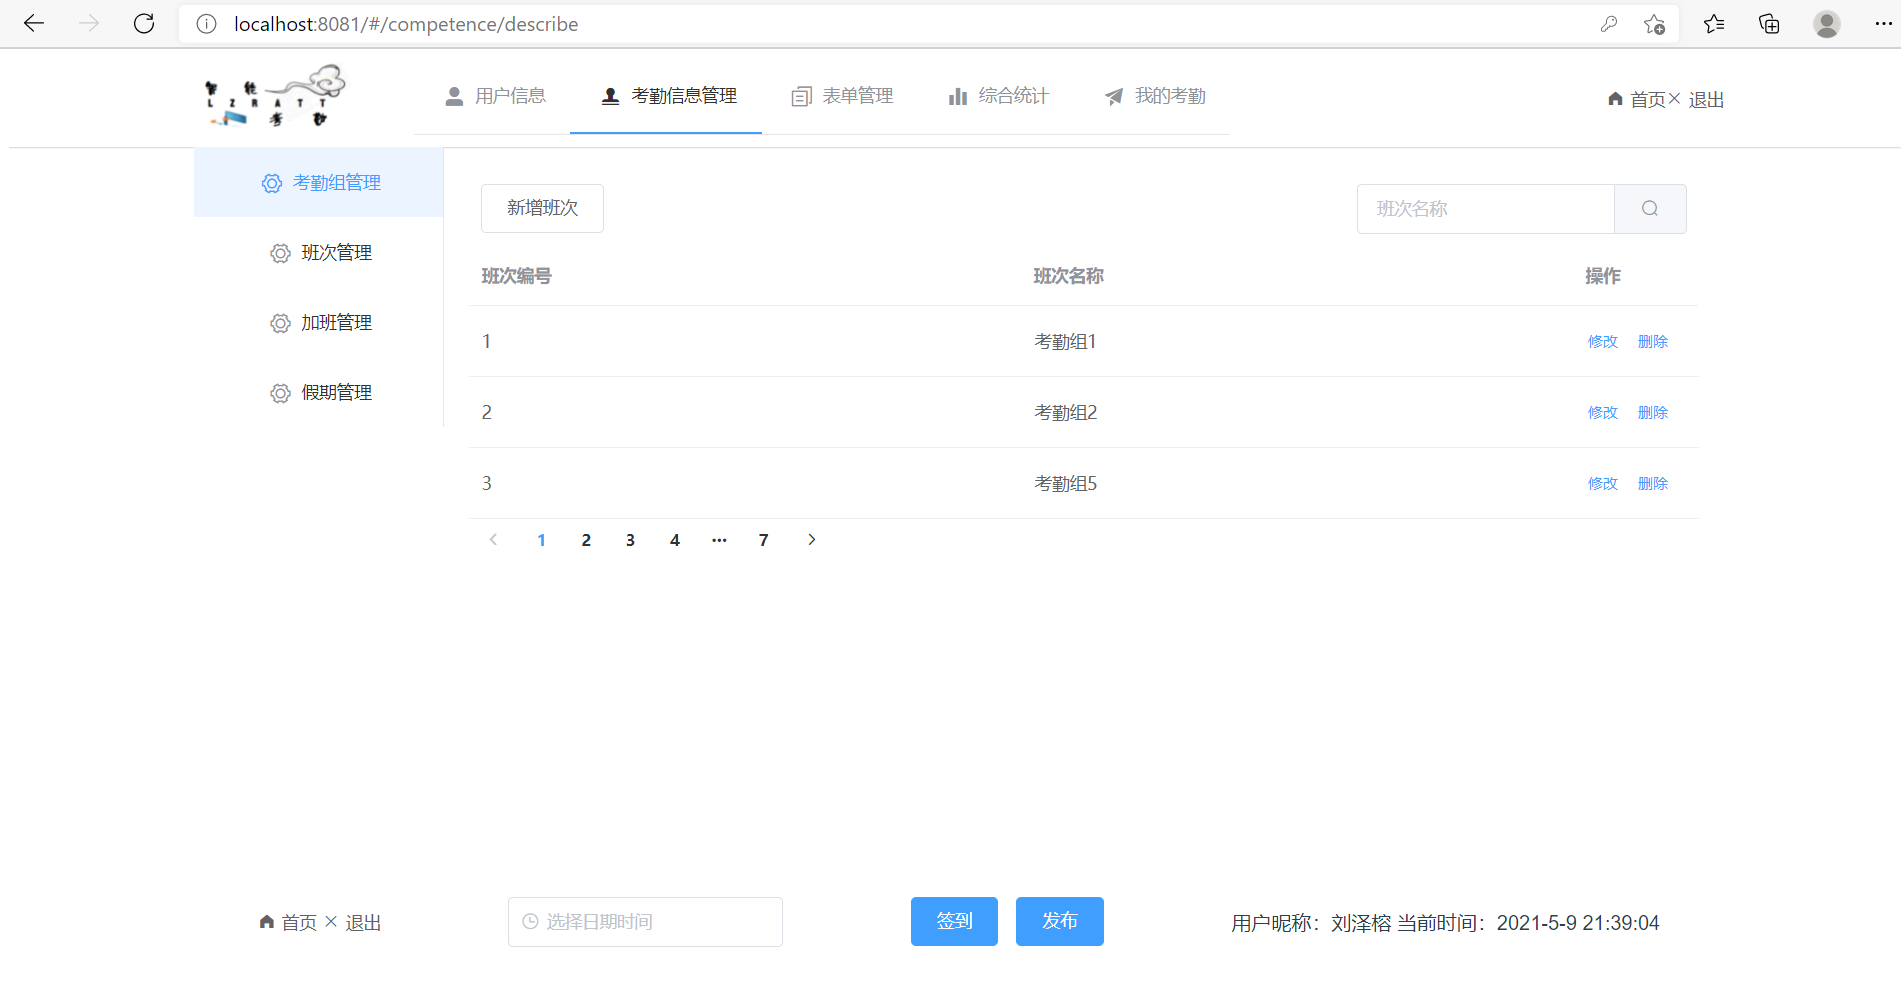 localhost:8081/#/competence/describe
智 能
L Z R A T T
考 勤
用户信息 考勤信息管理 表单管理 综合统计 我的考勤
首页 退出
考勤组管理
班次管理
加班管理
假期管理
新增班次 班次名称
班次编号 班次名称 操作
1 考勤组1 修改 删除
2 考勤组2 修改 删除
3 考勤组5 修改 删除
1 2 3 4 ··· 7
首页 退出 选择日期时间 签到 发布 用户昵称：刘泽榕 当前时间：2021-5-9 21:39:04